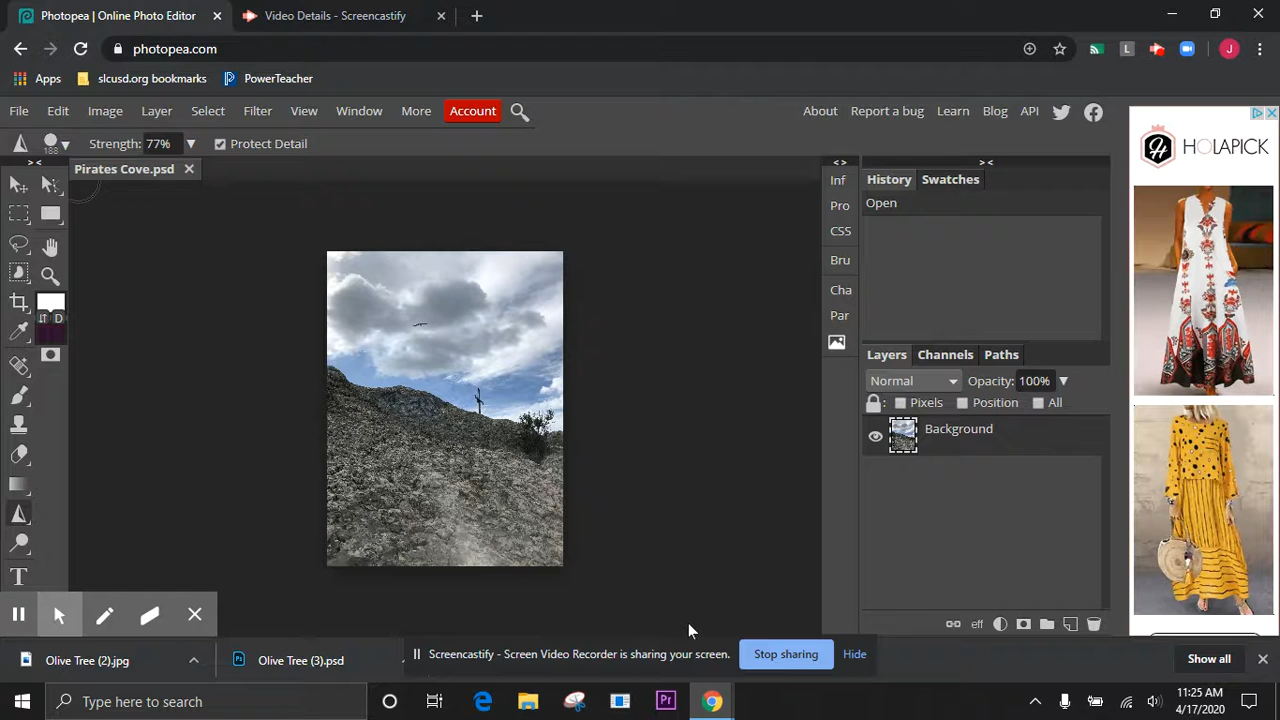 Photopea | Online Photo Editor
Video Details - Screencastify
photopea.com
J
Apps
slcusd.org bookmarks
PowerTeacher
File Edit Image Layer Select Filter View Window More Account
About Report a bug Learn Blog API
188
Strength: 77%
Protect Detail
Pirates Cove.psd
> <
< >
> <
D
T
Inf
Pro
CSS
Bru
Cha
Par
History Swatches
Open
Layers Channels Paths
Normal
Opacity: 100%
Pixels
Position
All
Background
eff
HOLAPICK
Olive Tree (2).jpg
Olive Tree (3).psd
Screencastify - Screen Video Recorder is sharing your screen.
Stop sharing
Hide
Show all
Type here to search
Pr
11:25 AM
4/17/2020